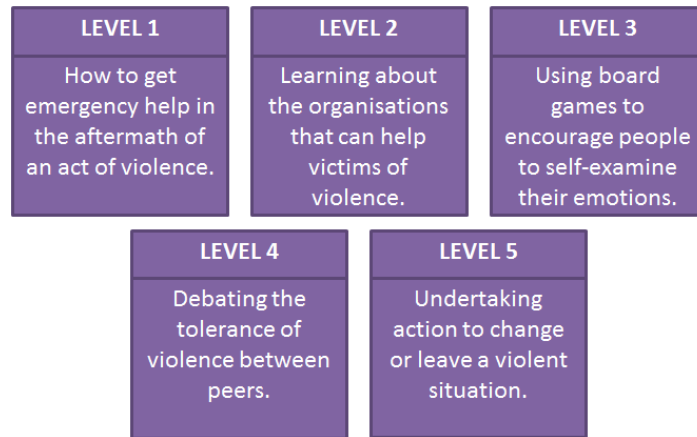 LEVEL 1
How to get
emergency help in
the aftermath of
an act of violence.
LEVEL 2
Learning about
the organisations
that can help
victims of
violence.
LEVEL 3
Using board
games to
encourage people
to self-examine
their emotions.
LEVEL 4
Debating the
tolerance of
violence between
peers.
LEVEL 5
Undertaking
action to change
or leave a violent
situation.